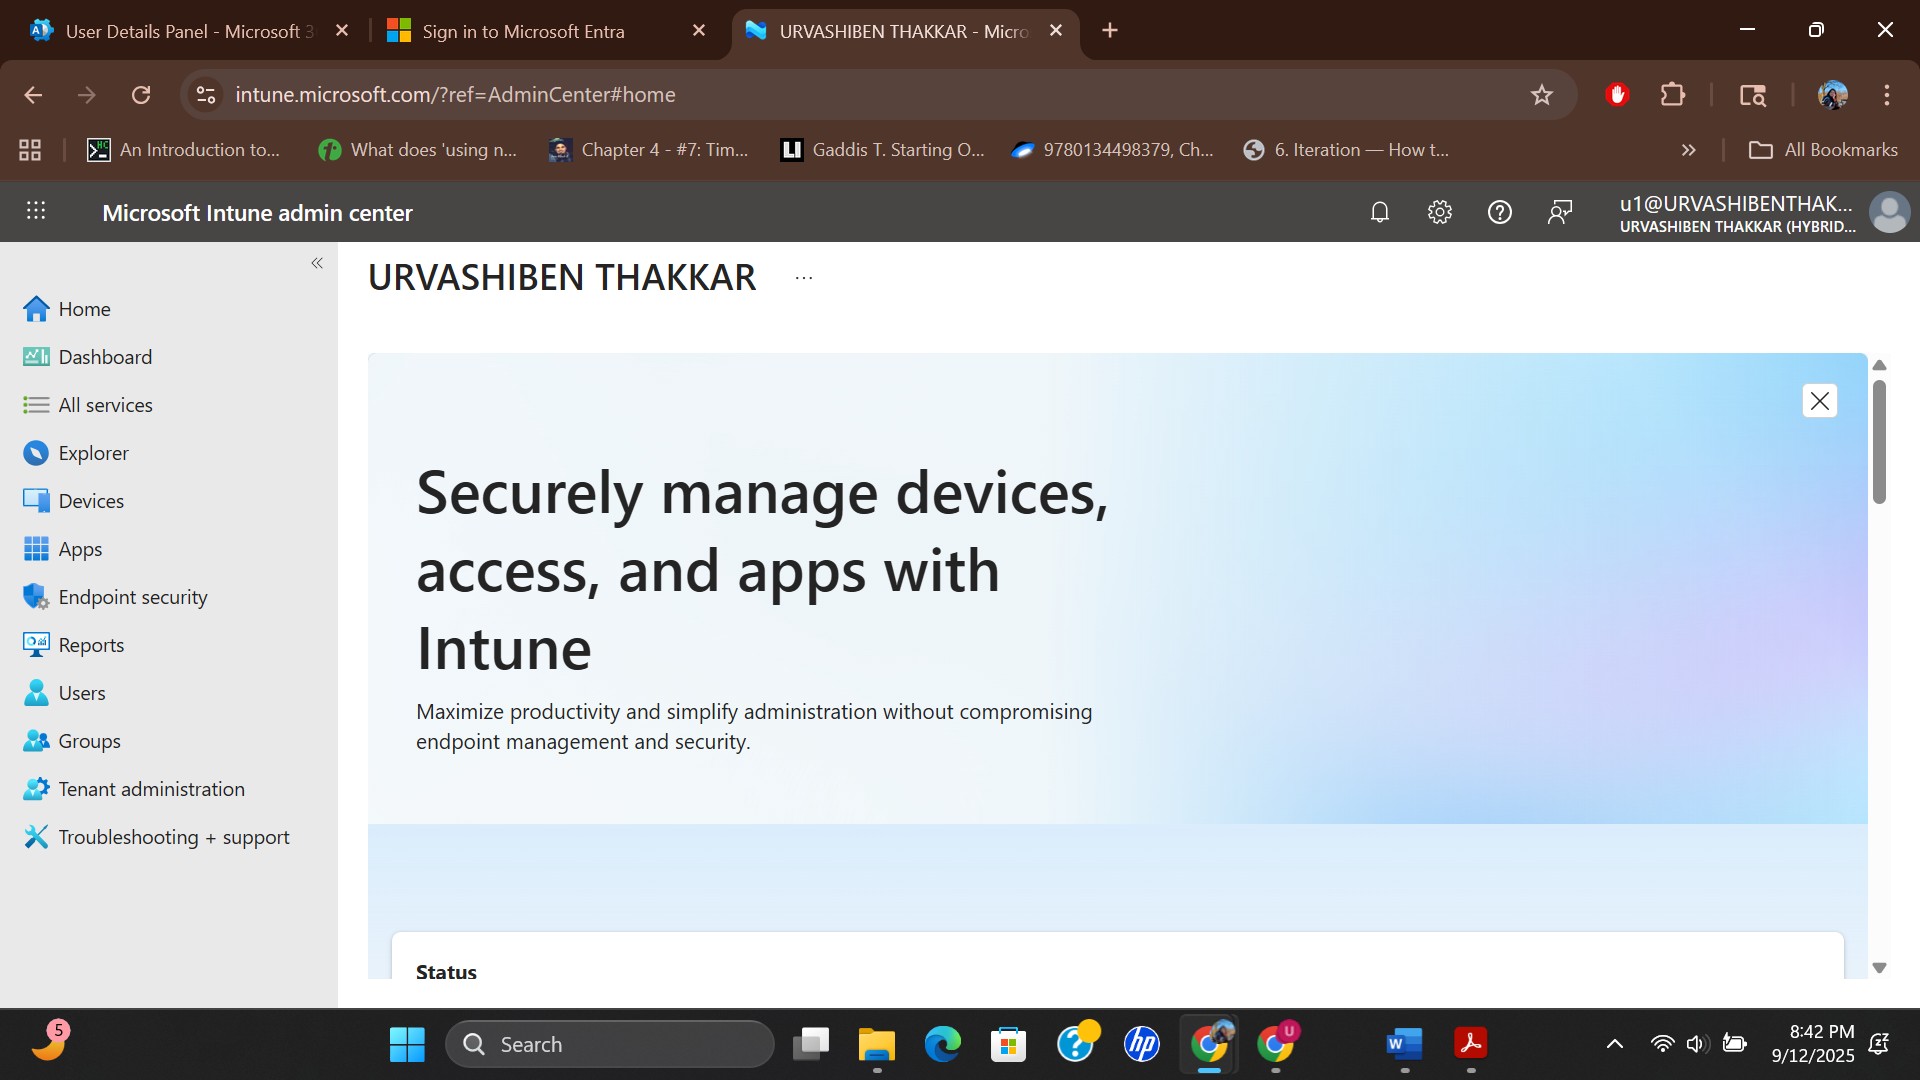 User Details Panel - Microsoft 3
Sign in to Microsoft Entra
URVASHIBEN THAKKAR - Micro
intune.microsoft.com/?ref=AdminCenter#home
An Introduction to...
What does 'using n...
Chapter 4 - #7: Tim...
Gaddis T. Starting O...
9780134498379, Ch...
6. Iteration — How t...
All Bookmarks
Microsoft Intune admin center
u1@URVASHIBENTHAK...
URVASHIBEN THAKKAR (HYBRID...
Home
Dashboard
All services
Explorer
Devices
Apps
Endpoint security
Reports
Users
Groups
Tenant administration
Troubleshooting + support
URVASHIBEN THAKKAR
Securely manage devices,
access, and apps with
Intune
Maximize productivity and simplify administration without compromising
endpoint management and security.
Status
5
Search
U
8:42 PM
9/12/2025